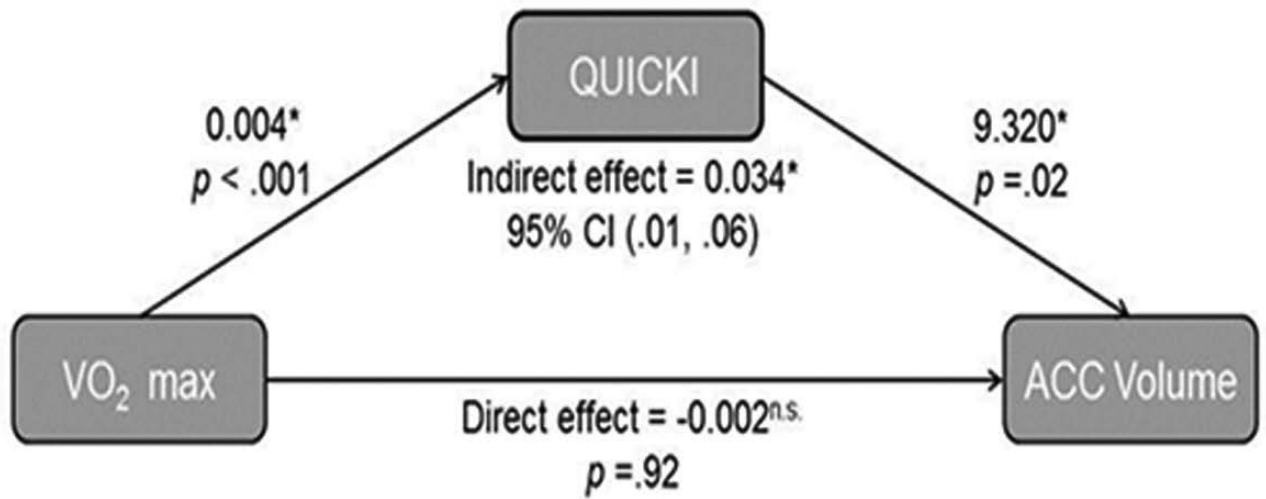 QUICKI
0.004*
p < .001
9.320*
p =.02
Indirect effect = 0.034*
95% CI (.01, .06)
VO₂ max
ACC Volume
Direct effect = -0.002ⁿ·ˢ·
p =.92